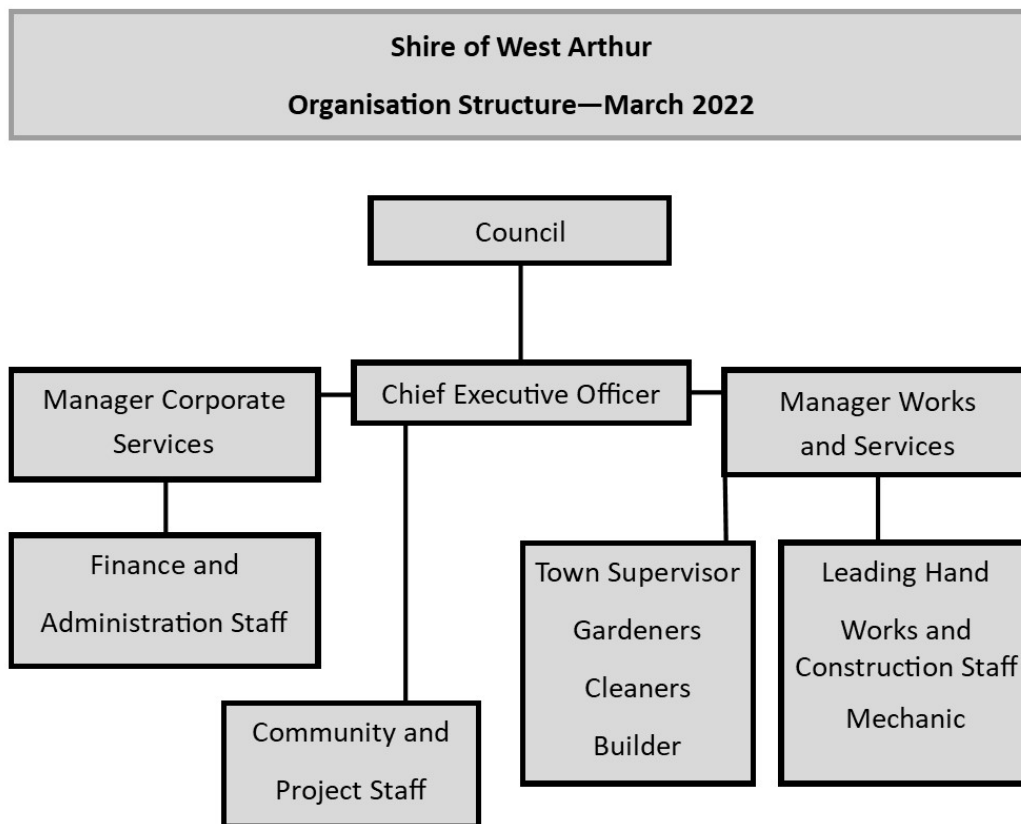 Shire of West Arthur
Organisation Structure—March 2022
Council
Chief Executive Officer
Manager Corporate
Services
Manager Works
and Services
Finance and
Administration Staff
Town Supervisor
Gardeners
Cleaners
Builder
Leading Hand
Works and
Construction Staff
Mechanic
Community and
Project Staff